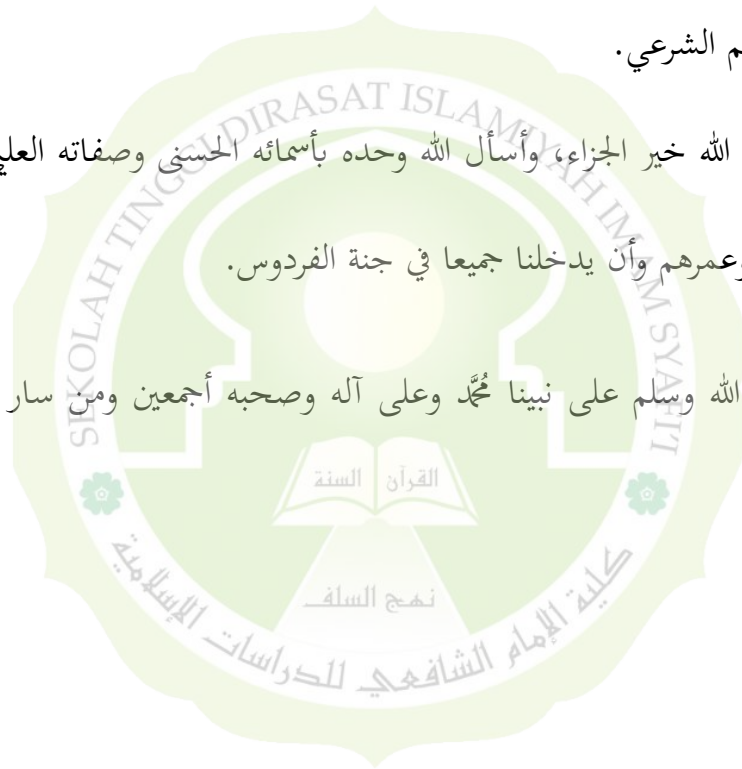 م الشرعي.
الله خير الجزاء، وأسأل الله وحده بأسمائه الحسنى وصفاته
وعمرهم وأن يدخلنا جميعا في جنة الفردوس.
الله وسلم على نبينا مُحَّد وعلى آله وصحبه أجمعين ومن سار
SEKOLAH TINGGI DIRASAT ISLAMIYAH IMAM SYAFI'I
القرآن السنة
نهج السلف
كلية الإمام الشافعي للدراسات الإسلامية